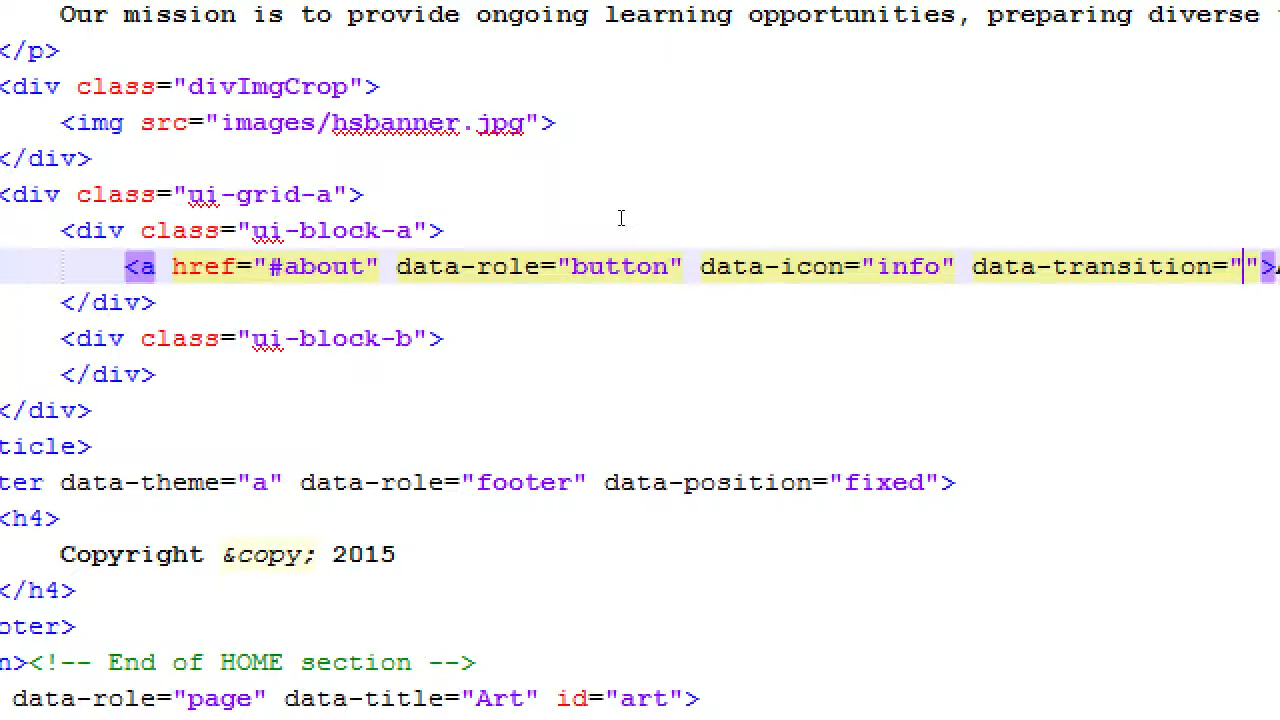 Our mission is to provide ongoing learning opportunities, preparing diverse
</p>
<div class="divImgCrop">
<img src="images/hsbanner.jpg">
</div>
<div class="ui-grid-a">
<div class="ui-block-a">
<a href="#about" data-role="button" data-icon="info" data-transition="">
</div>
<div class="ui-block-b">
</div>
</div>
ticle>
ter data-theme="a" data-role="footer" data-position="fixed">
<h4>
Copyright &copy; 2015
</h4>
oter>
n><!-- End of HOME section -->
data-role="page" data-title="Art" id="art">